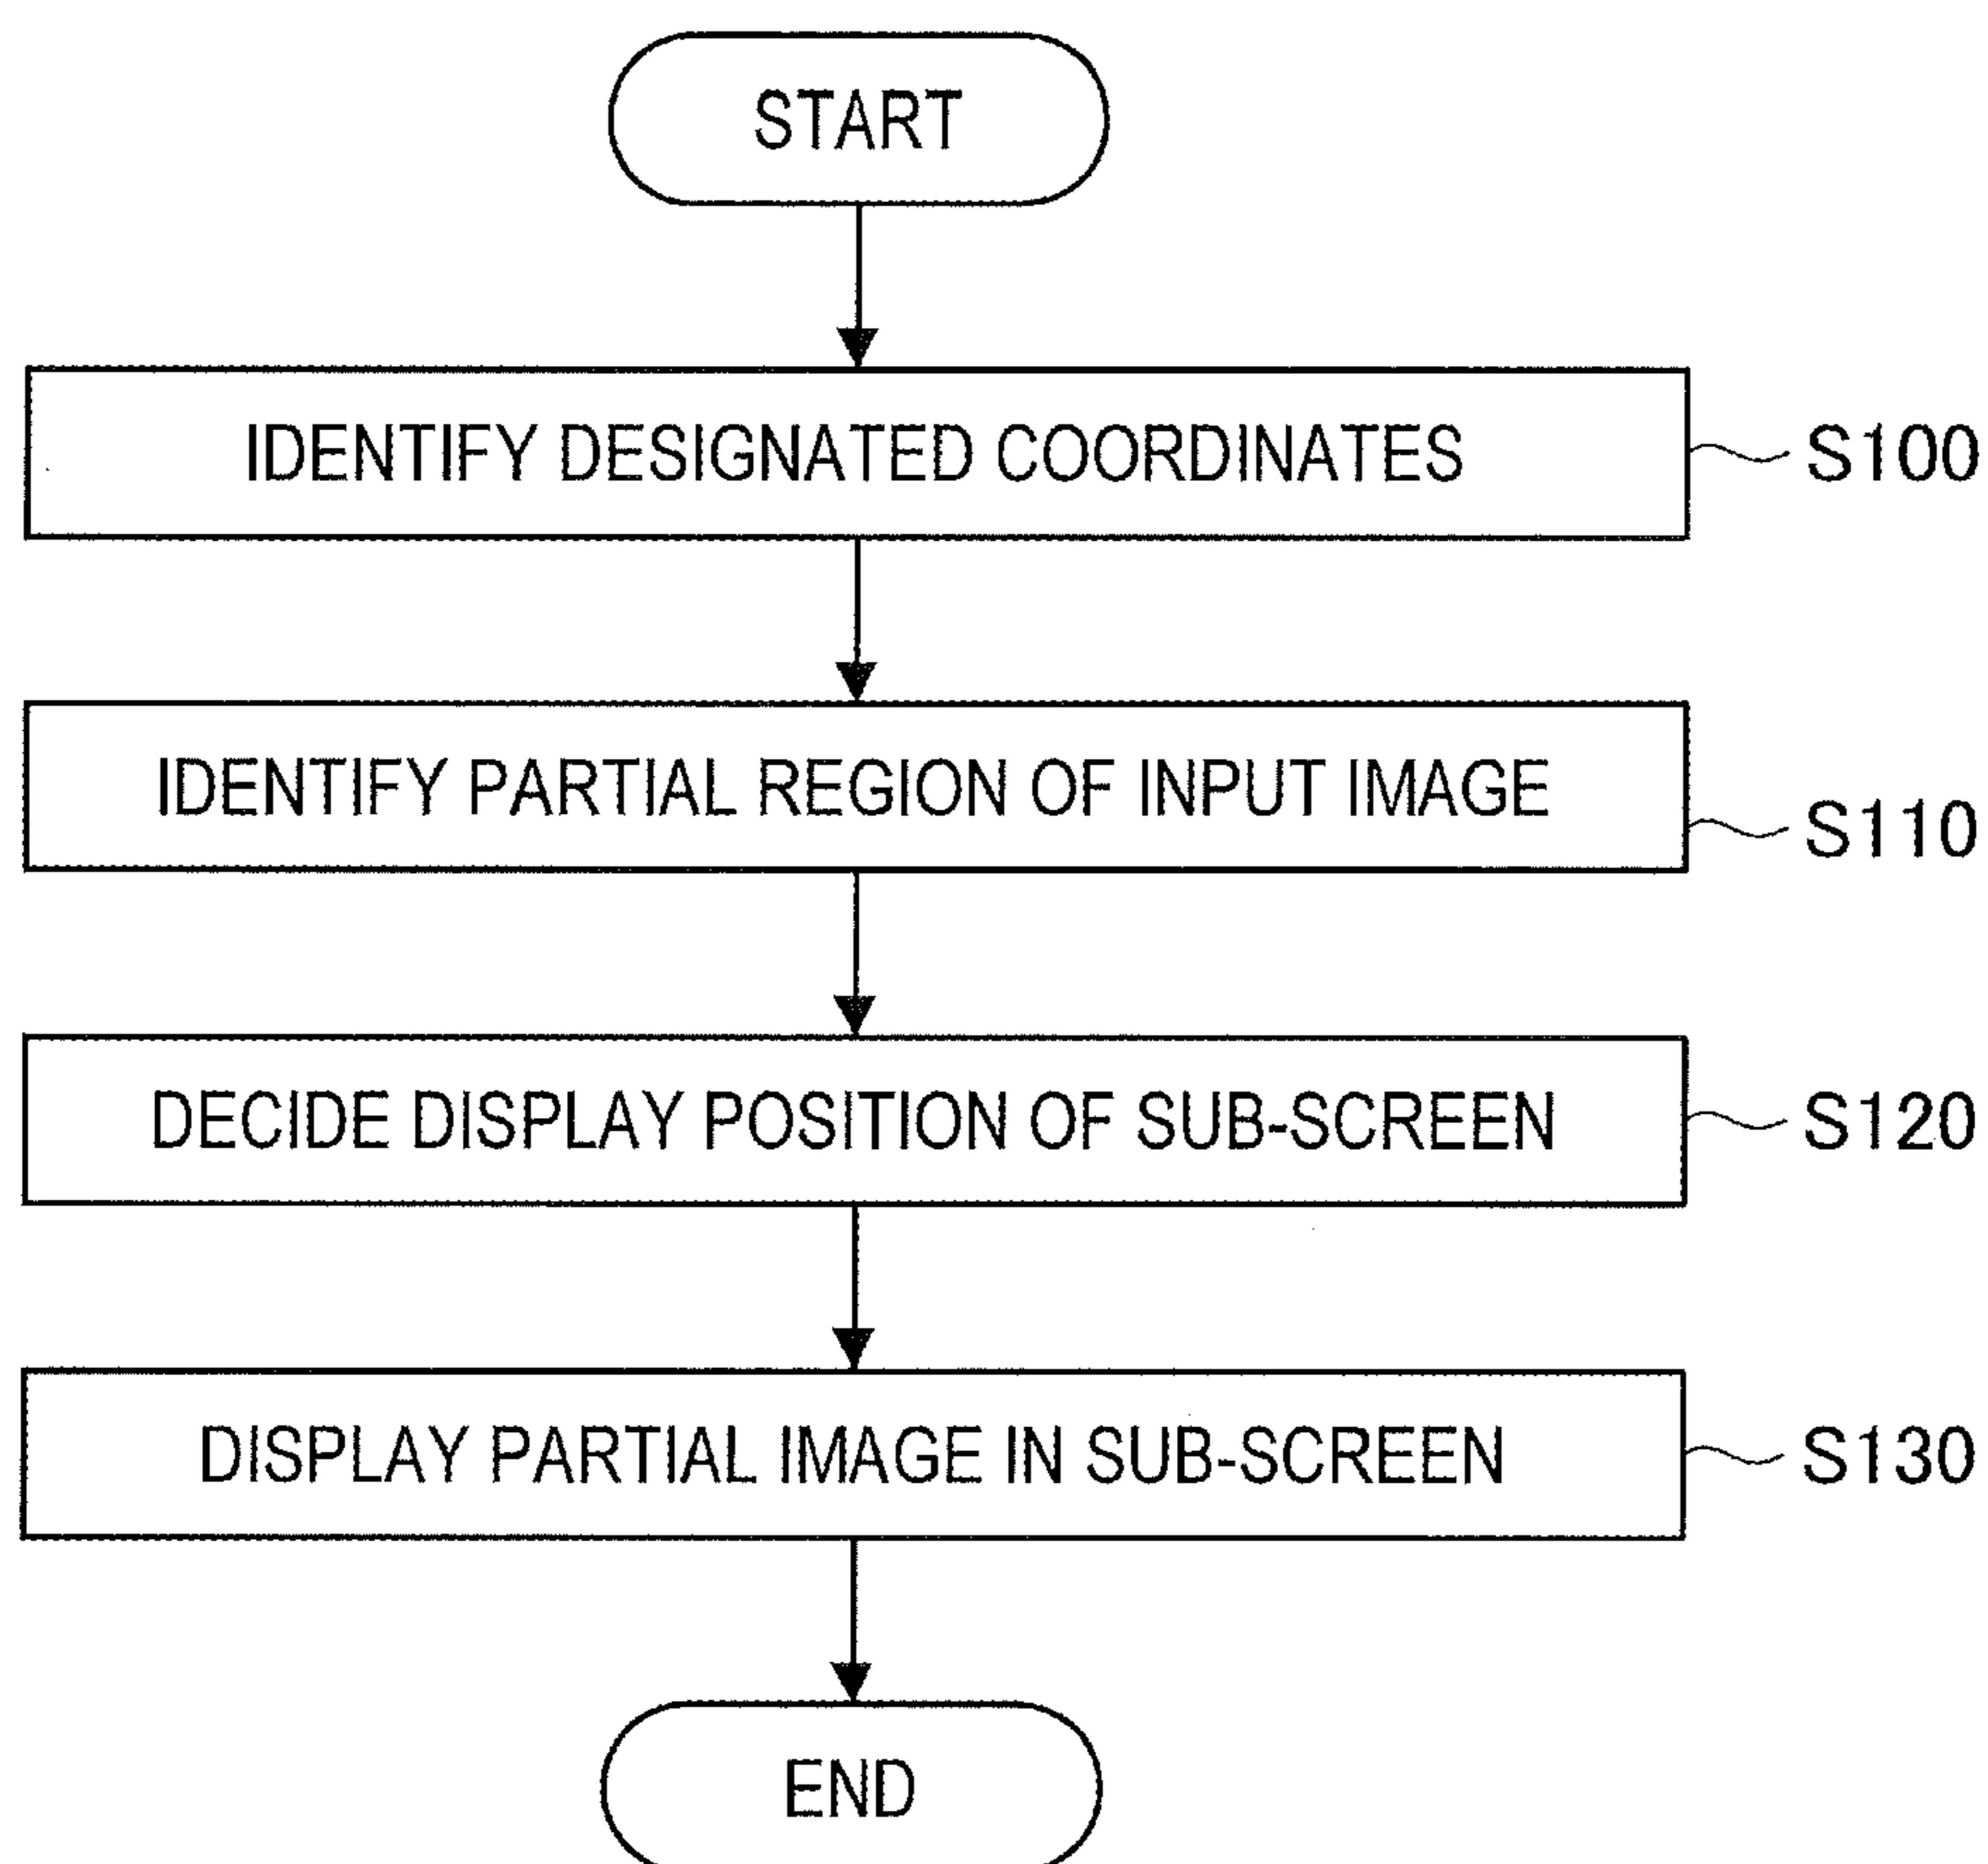 START
IDENTIFY DESIGNATED COORDINATES
S100
IDENTIFY PARTIAL REGION OF INPUT IMAGE
S110
DECIDE DISPLAY POSITION OF SUB-SCREEN
S120
DISPLAY PARTIAL IMAGE IN SUB-SCREEN
S130
END